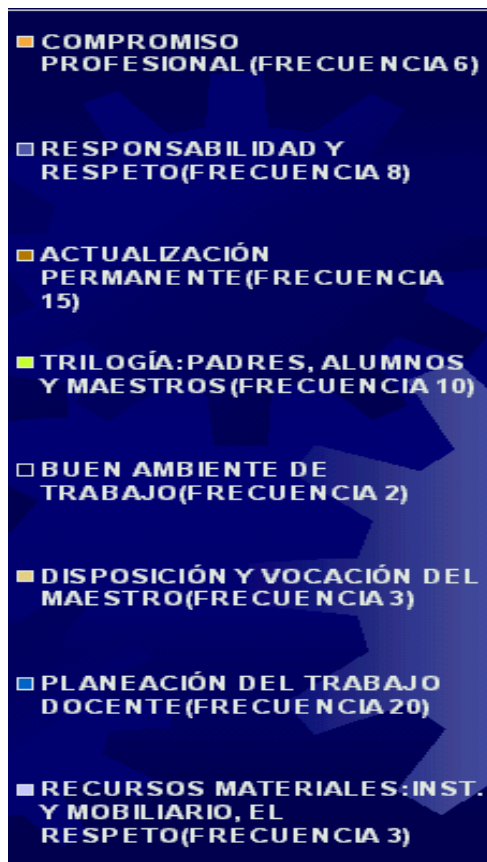 COMPROMISO
PROFESIONAL(FRECUENCIA 6)
RESPONSABILIDAD Y
RESPETO(FRECUENCIA 8)
ACTUALIZACIÓN
PERMANENTE(FRECUENCIA
15)
TRILOGÍA:PADRES, ALUMNOS
Y MAESTROS(FRECUENCIA 10)
BUEN AMBIENTE DE
TRABAJO(FRECUENCIA 2)
DISPOSICIÓN Y VOCACIÓN DEL
MAESTRO(FRECUENCIA 3)
PLANEACIÓN DEL TRABAJO
DOCENTE(FRECUENCIA 20)
RECURSOS MATERIALES:INST.
Y MOBILIARIO, EL
RESPETO(FRECUENCIA 3)